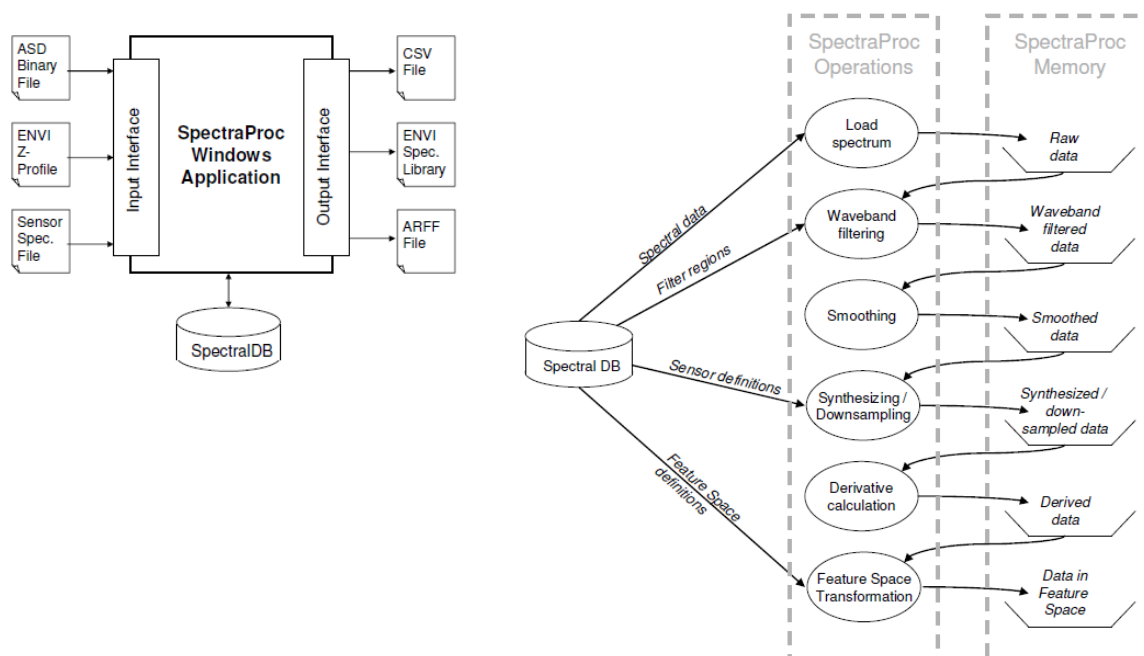 ASD
Binary
File
ENVI
Z-
Profile
Sensor
Spec.
File
Input Interface
SpectraProc
Windows
Application
Output Interface
CSV
File
ENVI
Spec.
Library
ARFF
File
SpectralDB
SpectraProc
Operations
SpectraProc
Memory
Spectral DB
Spectral data
Filter regions
Sensor definitions
Feature Space
definitions
Load
spectrum
Raw
data
Waveband
filtering
Waveband
filtered
data
Smoothing
Smoothed
data
Synthesizing /
Downsampling
Synthesized /
down-
sampled data
Derivative
calculation
Derived
data
Feature Space
Transformation
Data in
Feature
Space